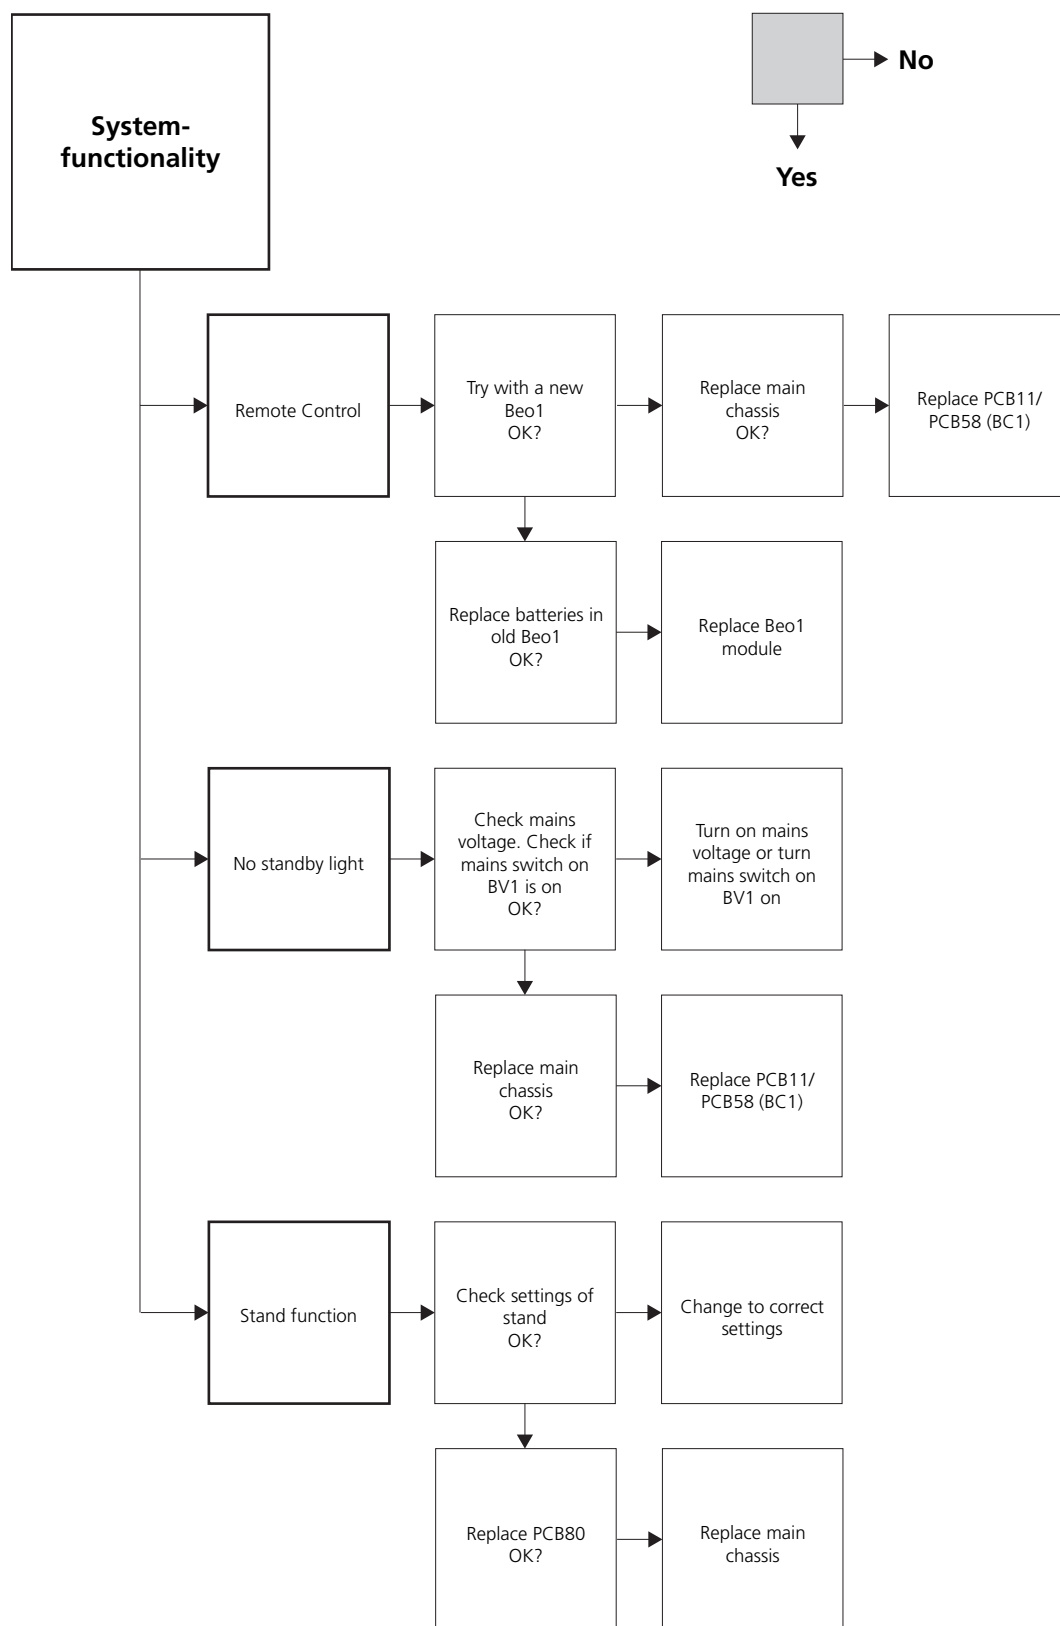 System-
functionality
No
Yes
Remote Control
Try with a new
Beo1
OK?
Replace main
chassis
OK?
Replace PCB11/
PCB58 (BC1)
Replace batteries in
old Beo1
OK?
Replace Beo1
module
No standby light
Check mains
voltage. Check if
mains switch on
BV1 is on
OK?
Turn on mains
voltage or turn
mains switch on
BV1 on
Replace main
chassis
OK?
Replace PCB11/
PCB58 (BC1)
Stand function
Check settings of
stand
OK?
Change to correct
settings
Replace PCB80
OK?
Replace main
chassis